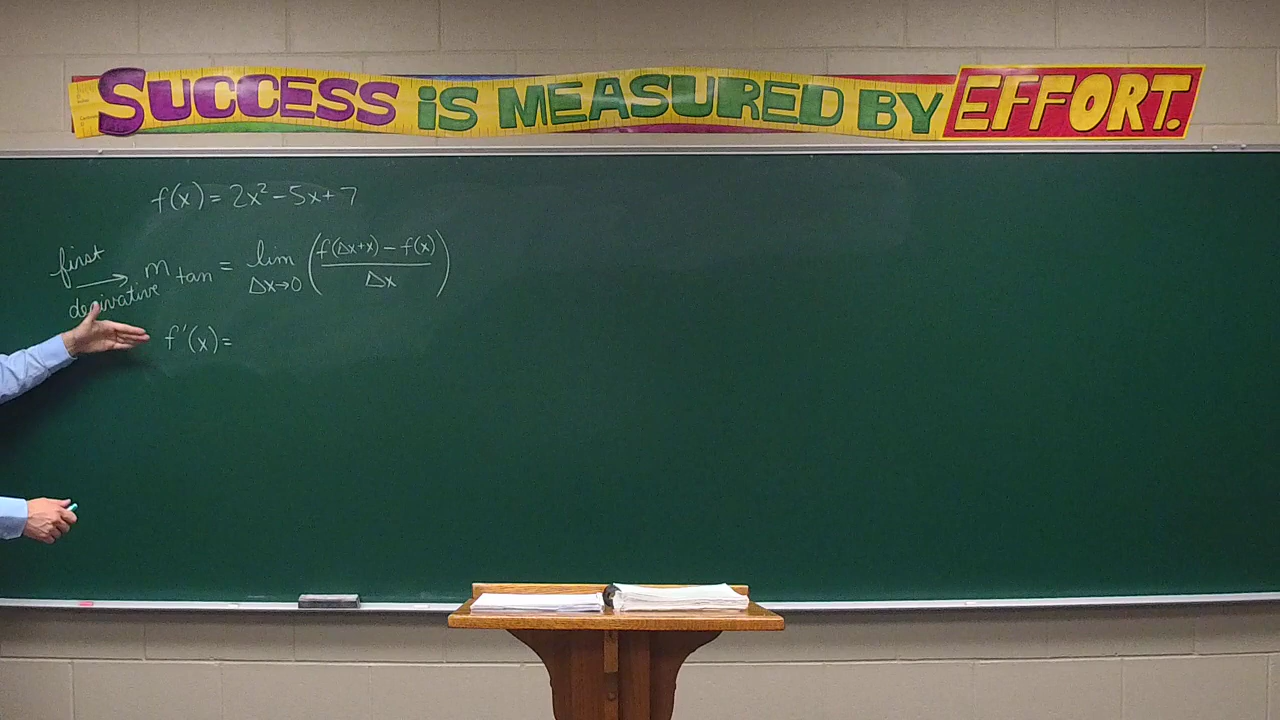 SUCCESS iS MEASURED BY EFFORT.
f(x) = 2x² - 5x + 7
first derivative → m tan = lim Δx→0 (f(Δx+x) - f(x) / Δx)
f'(x) =